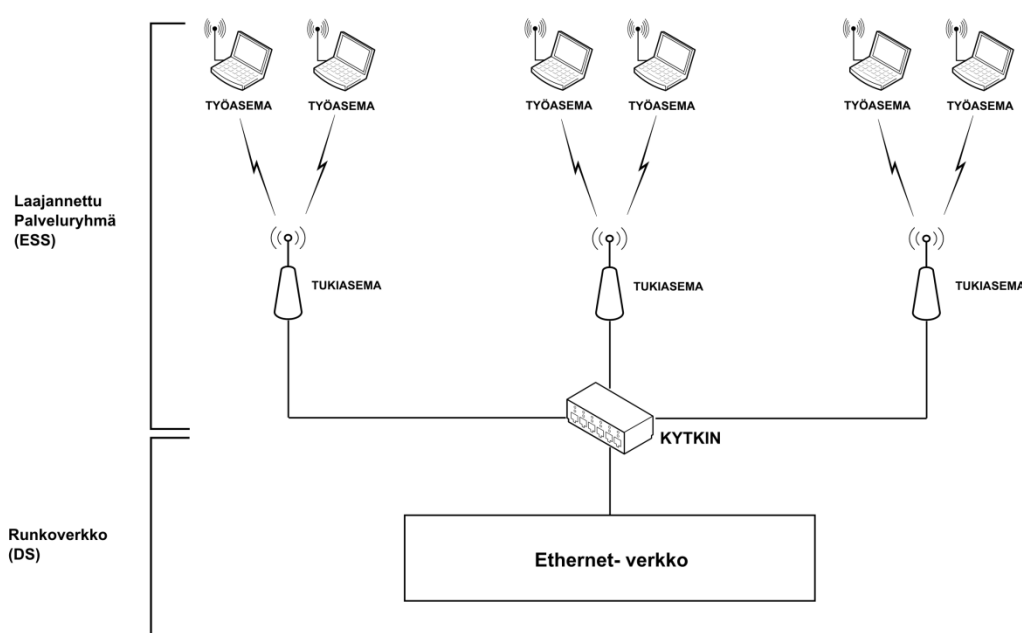 TYÖASEMA TYÖASEMA TYÖASEMA TYÖASEMA TYÖASEMA TYÖASEMA
Laajannettu
Palveluryhmä
(ESS)
TUKIASEMA TUKIASEMA TUKIASEMA
KYTKIN
Runkoverkko
(DS)
Ethernet- verkko